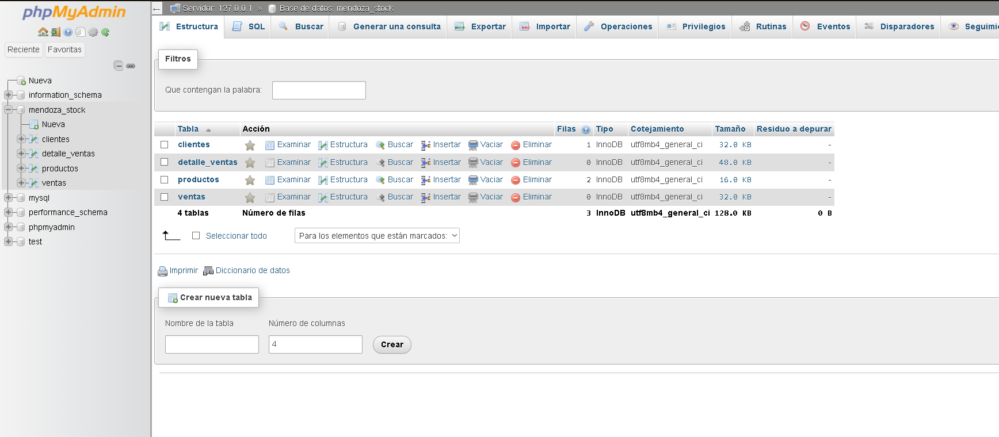 phpMyAdmin
Reciente Favoritas
Nueva
information_schema
mendoza_stock
Nueva
clientes
detalle_ventas
productos
ventas
mysql
performance_schema
phpmyadmin
test
← Servidor: 127.0.0.1 » Base de datos: mendoza_stock
Estructura SQL Buscar Generar una consulta Exportar Importar Operaciones Privilegios Rutinas Eventos Disparadores Seguimi
Filtros
Que contengan la palabra:
Tabla Acción Filas Tipo Cotejamiento Tamaño Residuo a depurar
clientes Examinar Estructura Buscar Insertar Vaciar Eliminar 1 InnoDB utf8mb4_general_ci 32.0 KB -
detalle_ventas Examinar Estructura Buscar Insertar Vaciar Eliminar 0 InnoDB utf8mb4_general_ci 48.0 KB -
productos Examinar Estructura Buscar Insertar Vaciar Eliminar 2 InnoDB utf8mb4_general_ci 16.0 KB -
ventas Examinar Estructura Buscar Insertar Vaciar Eliminar 0 InnoDB utf8mb4_general_ci 32.0 KB -
4 tablas Número de filas 3 InnoDB utf8mb4_general_ci 128.0 KB 0 B
Seleccionar todo Para los elementos que están marcados:
Imprimir Diccionario de datos
Crear nueva tabla
Nombre de la tabla Número de columnas
4 Crear